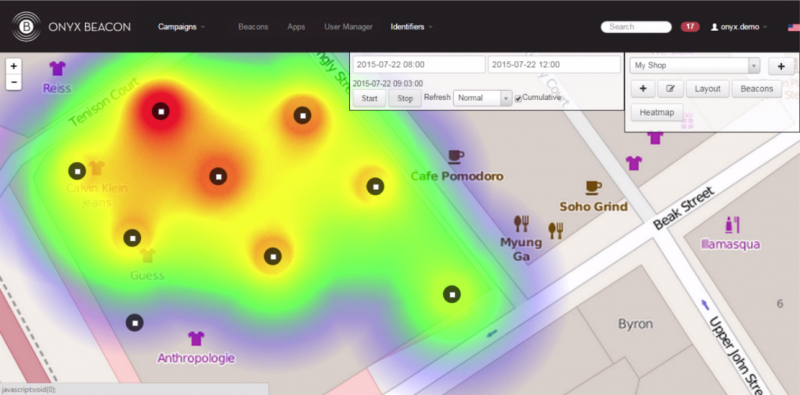 B ONYX BEACON
Campaigns
Beacons
Apps
User Manager
Identifiers
Search
17
onyx.demo
+
−
2015-07-22 08:00
2015-07-22 12:00
2015-07-22 09:03:00
Start
Stop
Refresh
Normal
Cumulative
My Shop
+
+
Layout
Beacons
Heatmap
Reiss
Tenison Court
Court
Calvin Klein
Jeans
Cafe Pomodoro
Soho Grind
Beak Street
Myung
Ga
Illamasqua
Guess
Anthropologie
Byron
6
Upper John Stre
javascript:void(0);